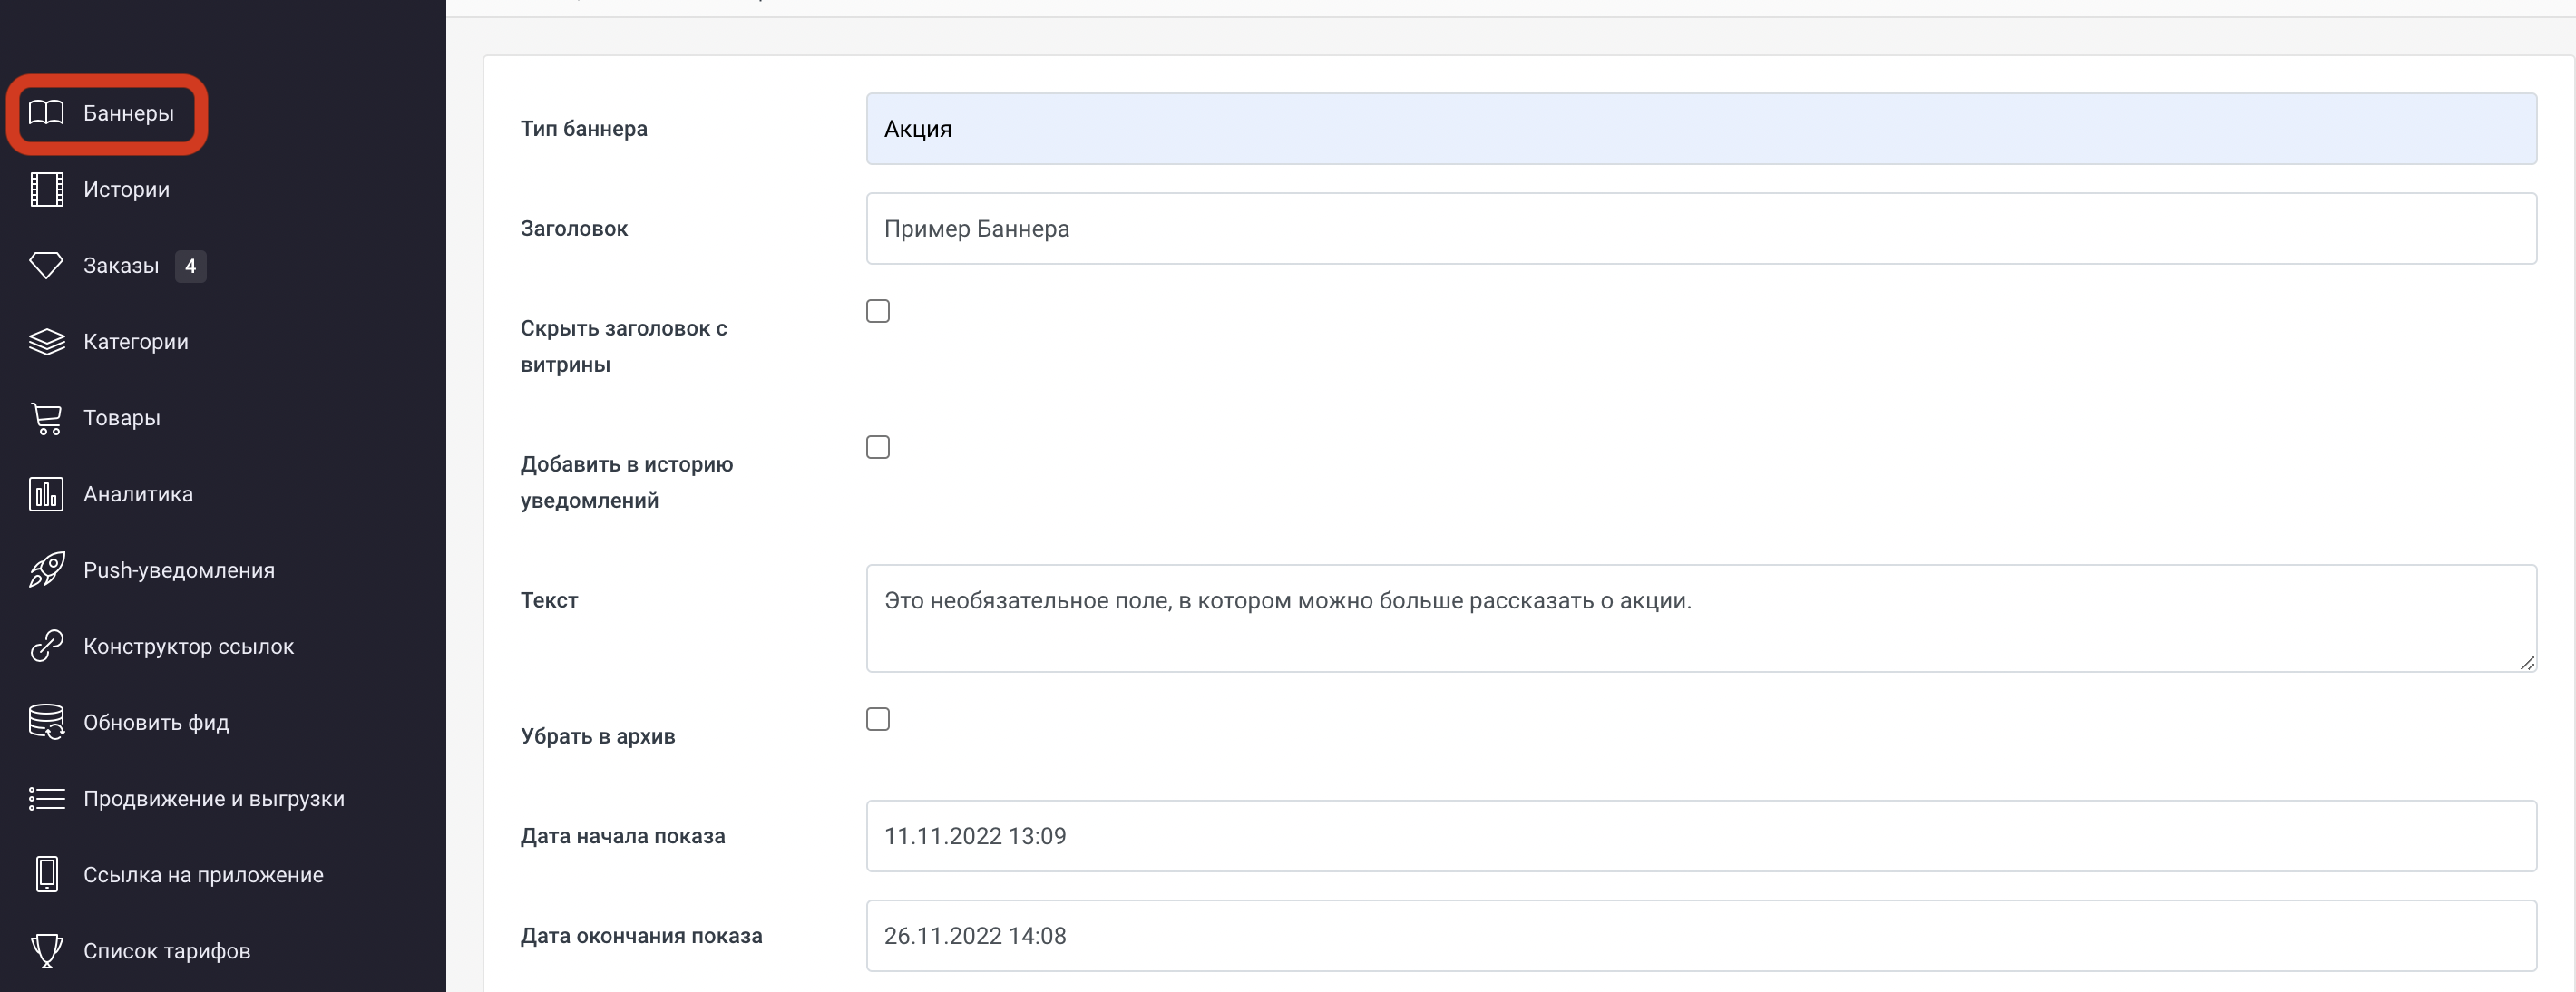 Баннеры
Истории
Заказы 4
Категории
Товары
Аналитика
Push-уведомления
Конструктор ссылок
Обновить фид
Продвижение и выгрузки
Ссылка на приложение
Список тарифов
Тип баннера
Акция
Заголовок
Пример Баннера
Скрыть заголовок с
витрины
Добавить в историю
уведомлений
Текст
Это необязательное поле, в котором можно больше рассказать о акции.
Убрать в архив
Дата начала показа
11.11.2022 13:09
Дата окончания показа
26.11.2022 14:08